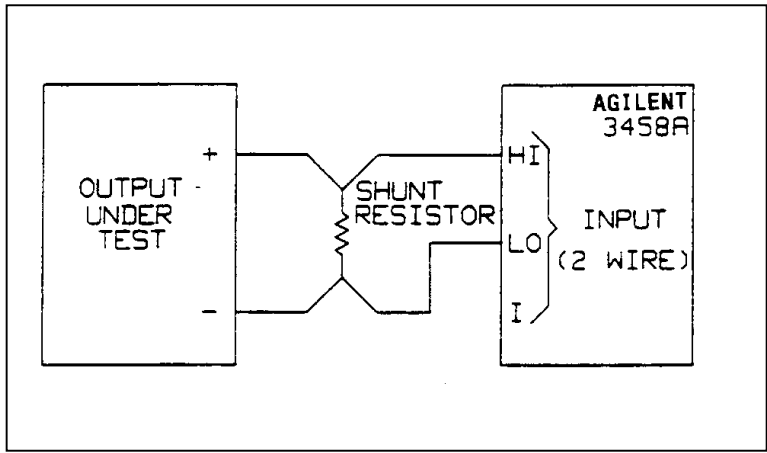 AGILENT
3458A
+
HI
OUTPUT
UNDER
TEST
SHUNT
RESISTOR
INPUT
(2 WIRE)
LO
-
I